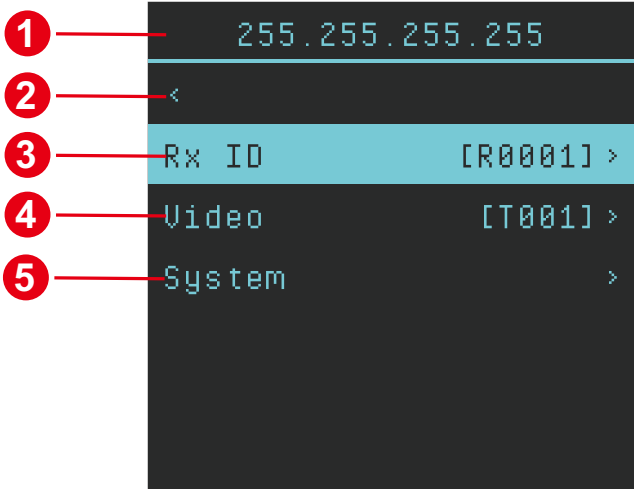 1 255.255.255.255
2 <
3 Rx ID [R0001] >
4 Video [T001] >
5 System >